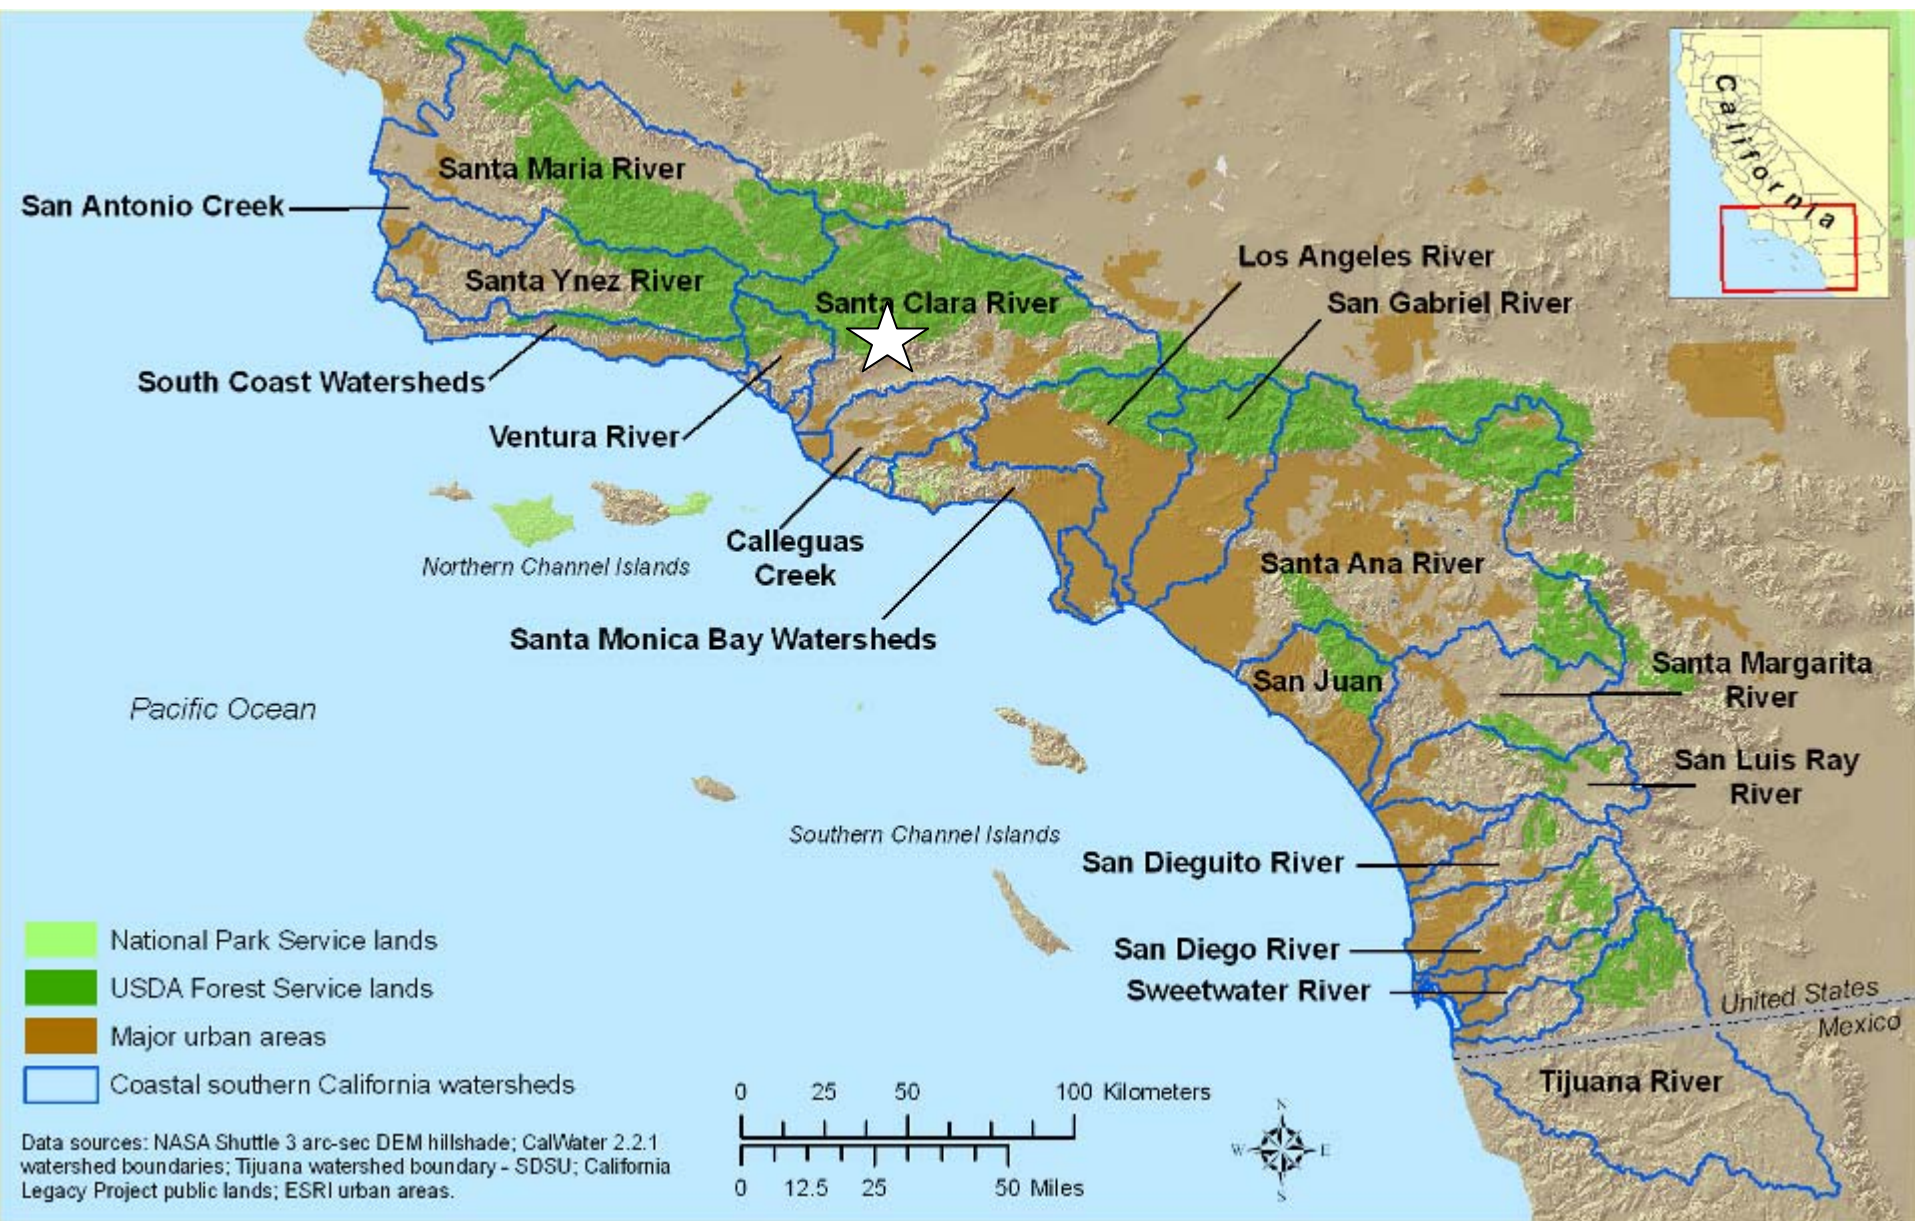 California
Santa Maria River
San Antonio Creek
Santa Ynez River
Santa Clara River
Los Angeles River
San Gabriel River
South Coast Watersheds
Ventura River
Calleguas
Creek
Northern Channel Islands
Santa Ana River
Santa Monica Bay Watersheds
San Juan
Santa Margarita
River
Pacific Ocean
San Luis Ray
River
Southern Channel Islands
San Dieguito River
San Diego River
Sweetwater River
United States
Mexico
Tijuana River
National Park Service lands
USDA Forest Service lands
Major urban areas
Coastal southern California watersheds
Data sources: NASA Shuttle 3 arc-sec DEM hillshade; CalWater 2.2.1
watershed boundaries; Tijuana watershed boundary - SDSU; California
Legacy Project public lands; ESRI urban areas.
0 25 50 100 Kilometers
0 12.5 25 50 Miles
N
W E
S